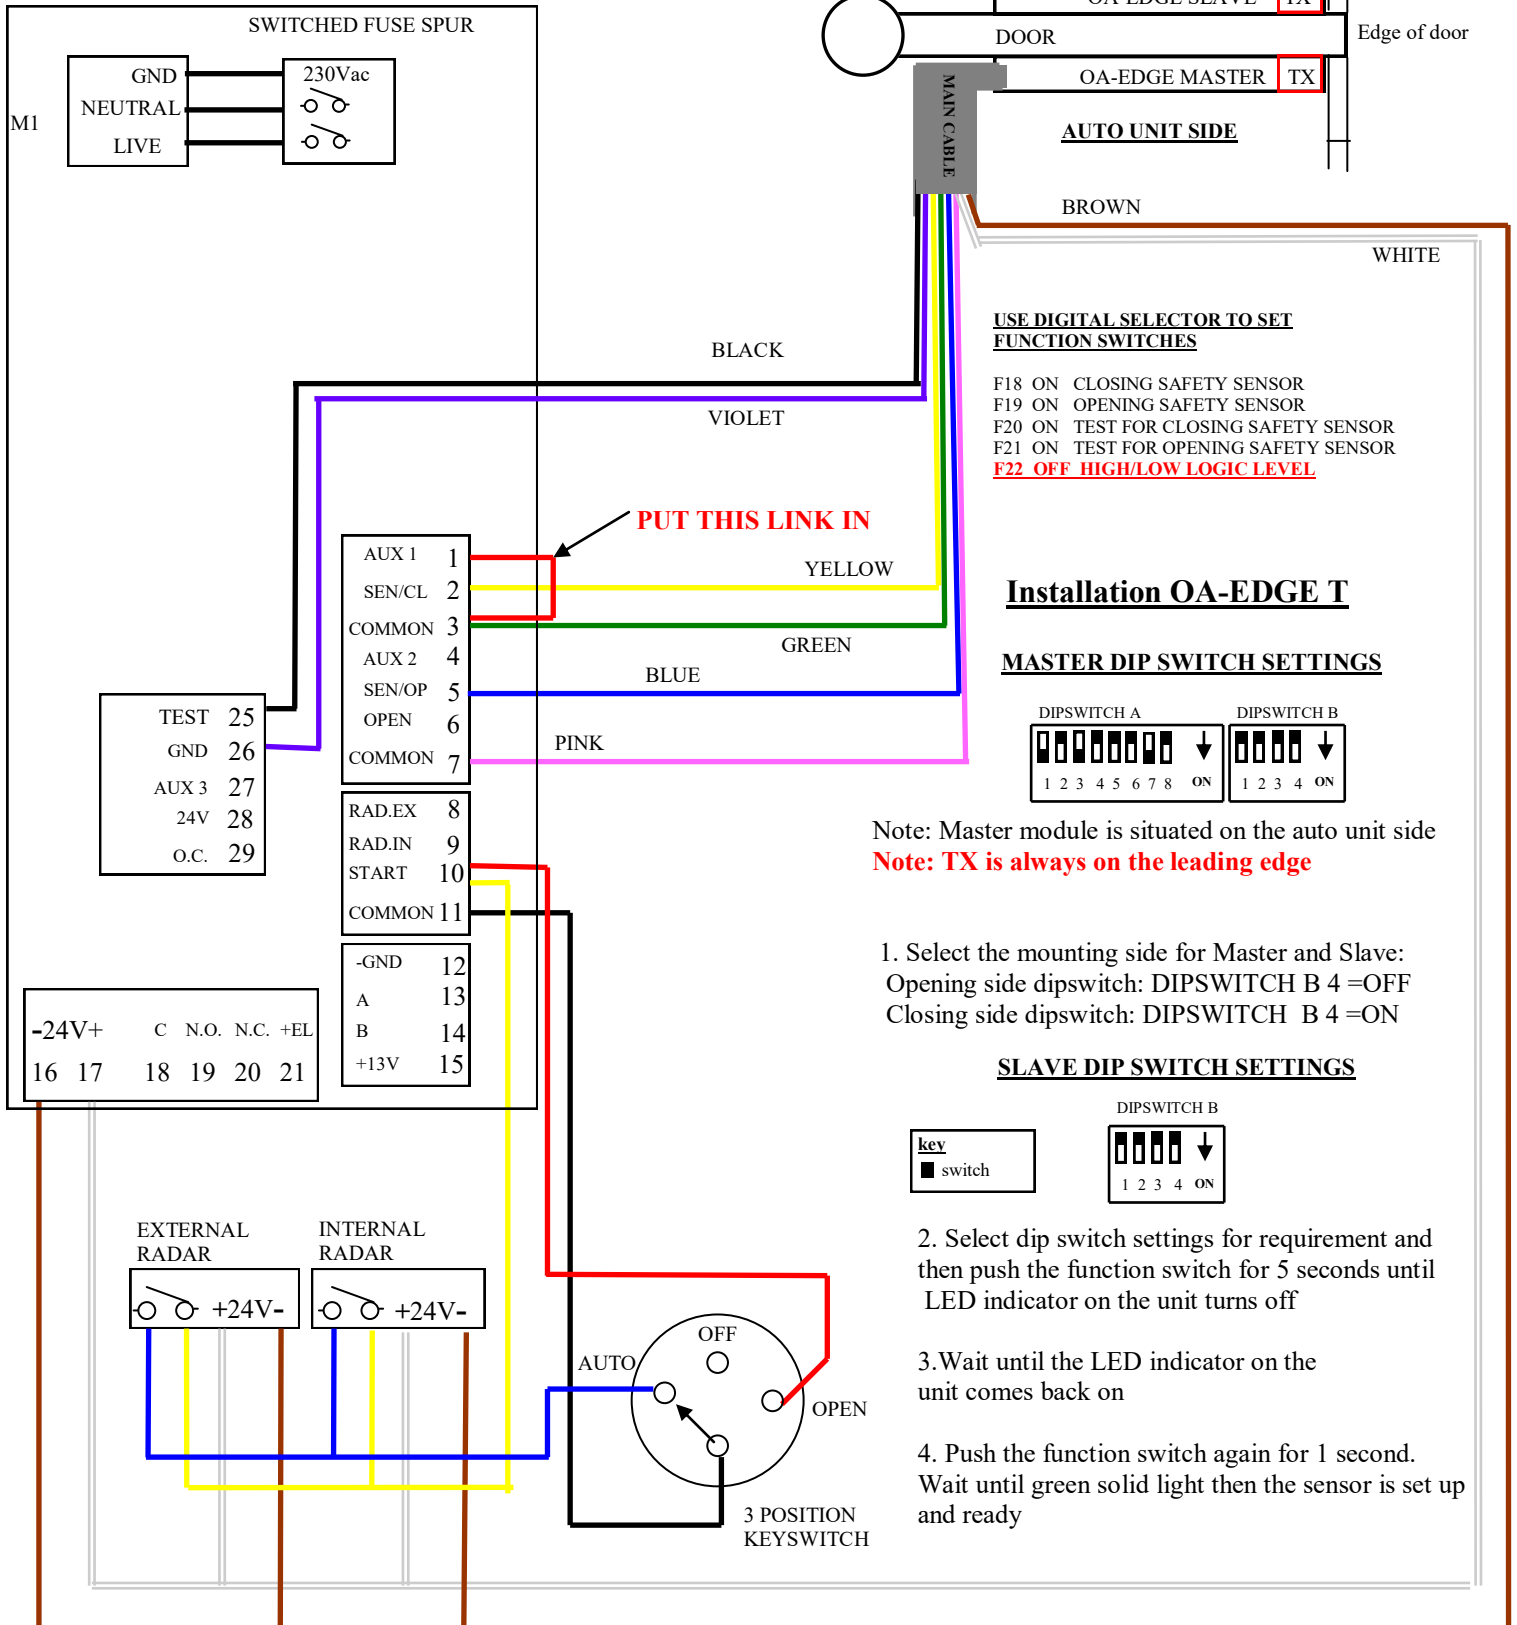 SWITCHED FUSE SPUR
GND
NEUTRAL
LIVE
230Vac
M1
OA-EDGE SLAVE TX
DOOR
Edge of door
OA-EDGE MASTER TX
MAIN CABLE
AUTO UNIT SIDE
BROWN
WHITE
BLACK
VIOLET
USE DIGITAL SELECTOR TO SET
FUNCTION SWITCHES
F18 ON CLOSING SAFETY SENSOR
F19 ON OPENING SAFETY SENSOR
F20 ON TEST FOR CLOSING SAFETY SENSOR
F21 ON TEST FOR OPENING SAFETY SENSOR
F22 OFF HIGH/LOW LOGIC LEVEL
PUT THIS LINK IN
YELLOW
GREEN
BLUE
PINK
AUX 1 1
SEN/CL 2
COMMON 3
AUX 2 4
SEN/OP 5
OPEN 6
COMMON 7
TEST 25
GND 26
AUX 3 27
24V 28
O.C. 29
RAD.EX 8
RAD.IN 9
START 10
COMMON 11
-GND 12
A 13
B 14
+13V 15
-24V+ C N.O. N.C. +EL
16 17 18 19 20 21
Installation OA-EDGE T
MASTER DIP SWITCH SETTINGS
DIPSWITCH A
1 2 3 4 5 6 7 8 ON
DIPSWITCH B
1 2 3 4 ON
Note: Master module is situated on the auto unit side
Note: TX is always on the leading edge
1. Select the mounting side for Master and Slave:
Opening side dipswitch: DIPSWITCH B 4 =OFF
Closing side dipswitch: DIPSWITCH B 4 =ON
SLAVE DIP SWITCH SETTINGS
DIPSWITCH B
1 2 3 4 ON
key
switch
2. Select dip switch settings for requirement and
then push the function switch for 5 seconds until
LED indicator on the unit turns off
3.Wait until the LED indicator on the
unit comes back on
4. Push the function switch again for 1 second.
Wait until green solid light then the sensor is set up
and ready
EXTERNAL
RADAR
+24V-
INTERNAL
RADAR
+24V-
OFF
AUTO
OPEN
3 POSITION
KEYSWITCH